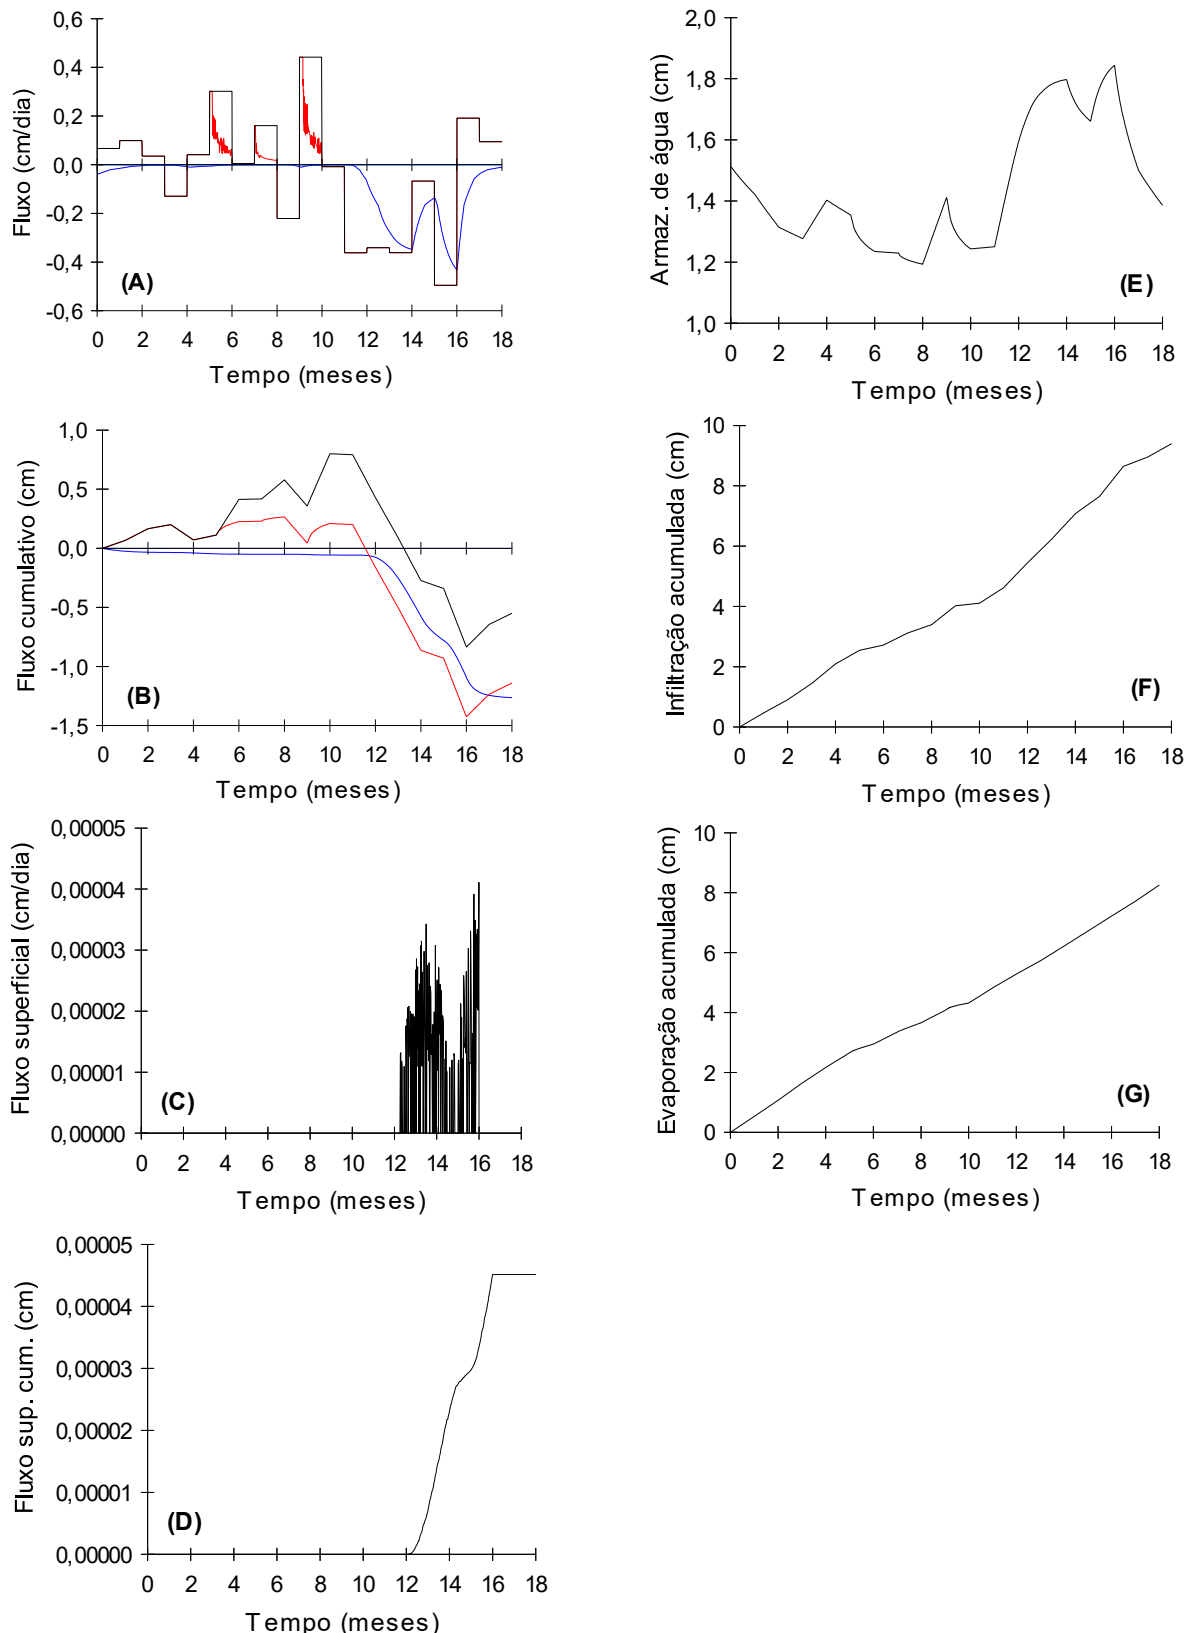 0,6
0,4
0,2
0,0
-0,2
-0,4
-0,6
Fluxo (cm/dia)
(A)
0 2 4 6 8 10 12 14 16 18
Tempo (meses)
2,0
1,8
1,6
1,4
1,2
1,0
Armaz. de água (cm)
(E)
0 2 4 6 8 10 12 14 16 18
Tempo (meses)
1,0
0,5
0,0
-0,5
-1,0
-1,5
Fluxo cumulativo (cm)
(B)
0 2 4 6 8 10 12 14 16 18
Tempo (meses)
10
8
6
4
2
0
Infiltração acumulada (cm)
(F)
0 2 4 6 8 10 12 14 16 18
Tempo (meses)
0,00005
0,00004
0,00003
0,00002
0,00001
0,00000
Fluxo superficial (cm/dia)
(C)
0 2 4 6 8 10 12 14 16 18
Tempo (meses)
10
8
6
4
2
0
Evaporação acumulada (cm)
(G)
0 2 4 6 8 10 12 14 16 18
Tempo (meses)
0,00005
0,00004
0,00003
0,00002
0,00001
0,00000
Fluxo sup. cum. (cm)
(D)
0 2 4 6 8 10 12 14 16 18
Tempo (meses)